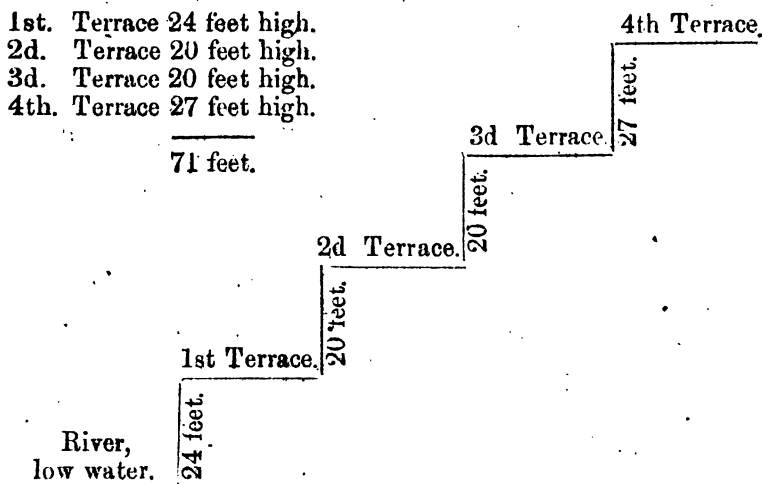 1st. Terrace 24 feet high.
2d. Terrace 20 feet high.
3d. Terrace 20 feet high.
4th. Terrace 27 feet high.
71 feet.
4th Terrace.
27 feet.
3d Terrace.
20 feet.
2d Terrace.
20 feet.
1st Terrace.
24 feet.
River,
low water.